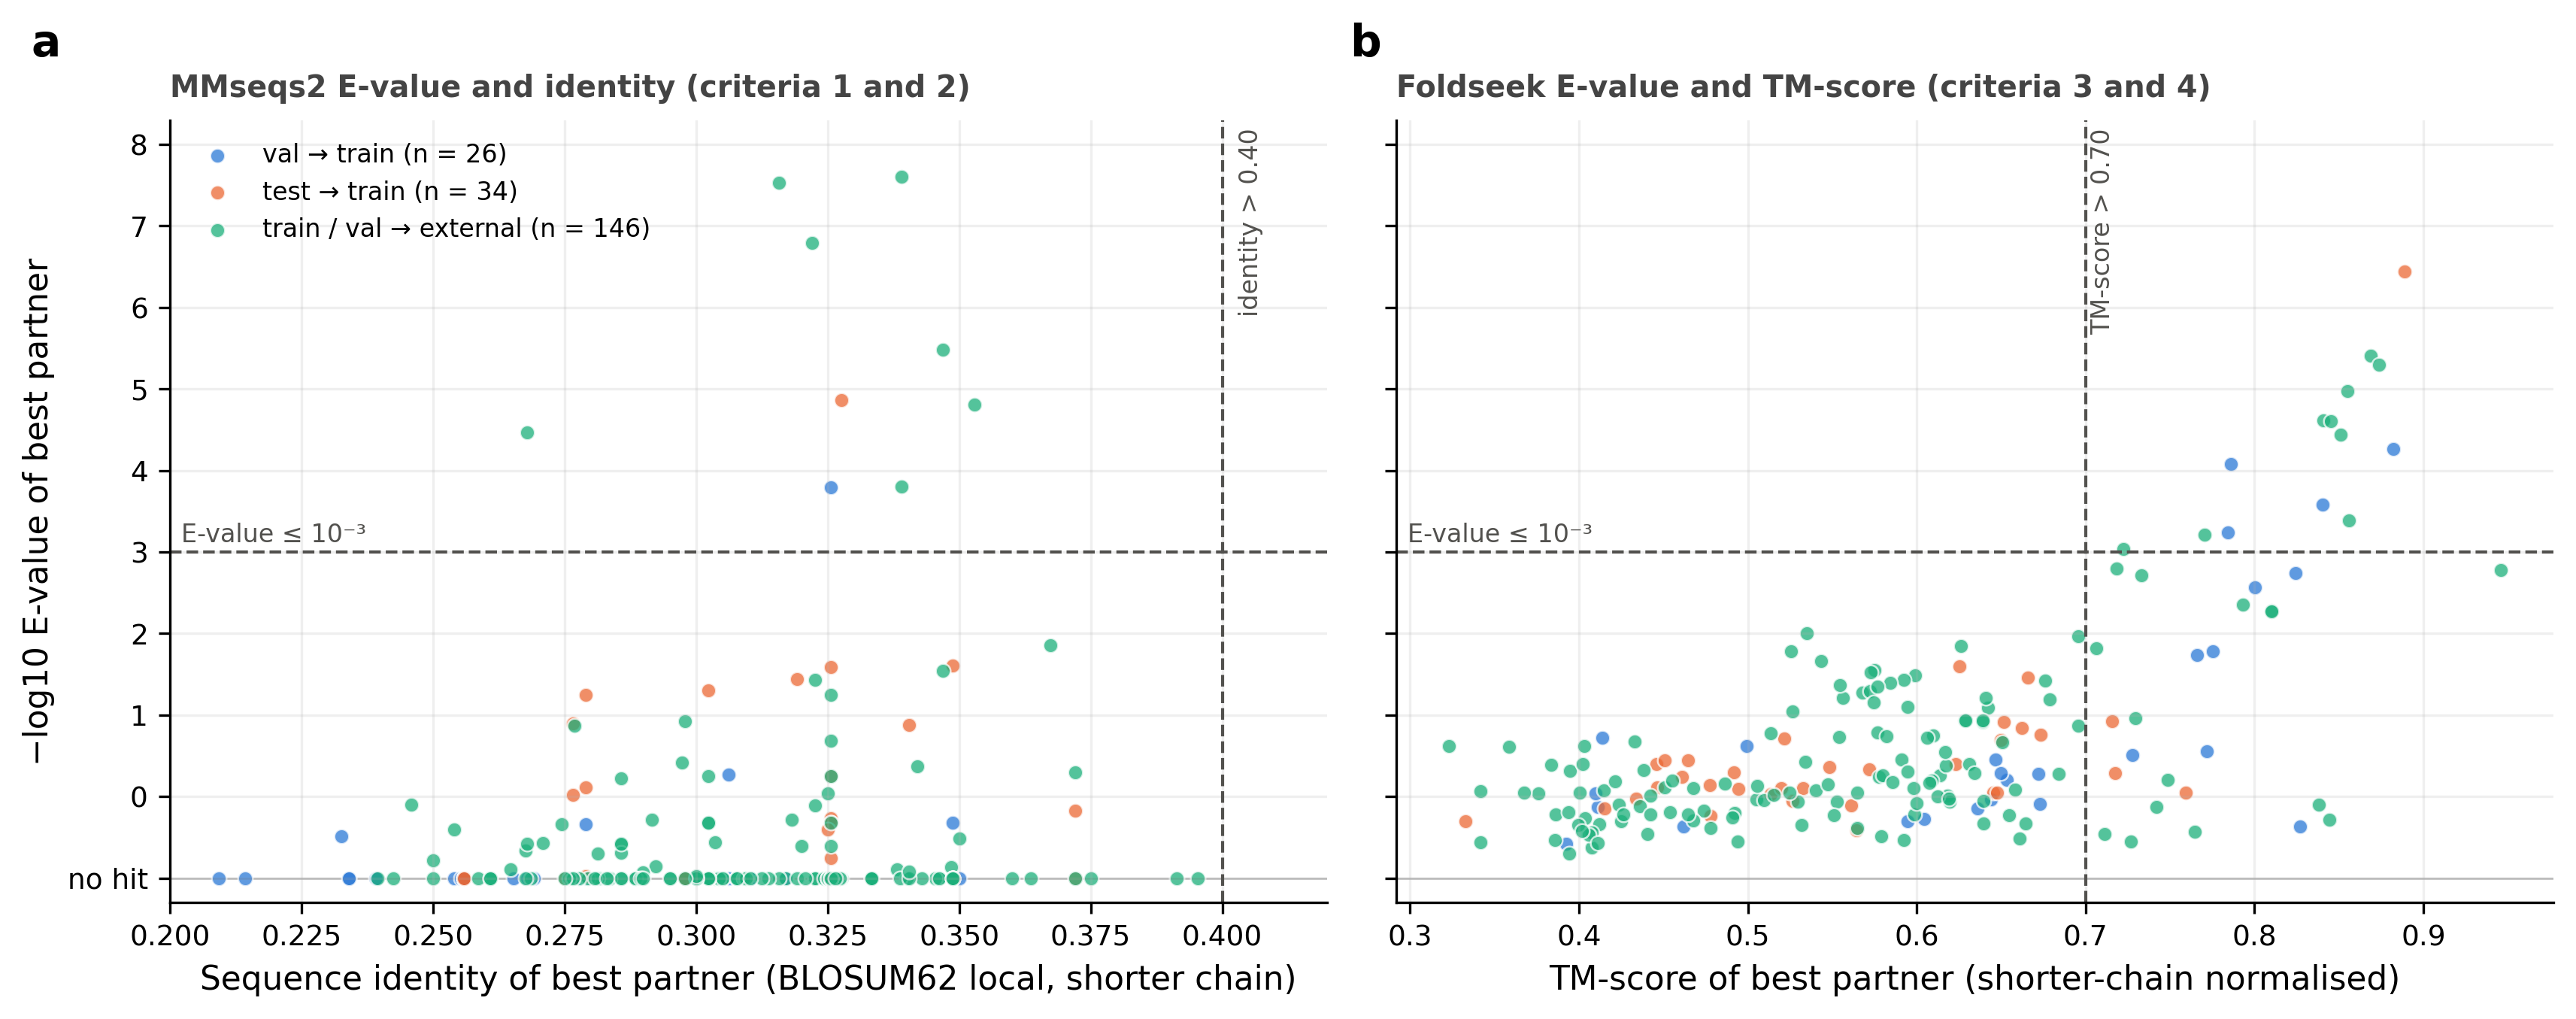 a
MMseqs2 E-value and identity (criteria 1 and 2)
val → train (n = 26)
test → train (n = 34)
train / val → external (n = 146)
identity > 0.40
E-value ≤ 10⁻³
−log10 E-value of best partner
8
7
6
5
4
3
2
1
0
no hit
0.200 0.225 0.250 0.275 0.300 0.325 0.350 0.375 0.400
Sequence identity of best partner (BLOSUM62 local, shorter chain)
b
Foldseek E-value and TM-score (criteria 3 and 4)
TM-score > 0.70
E-value ≤ 10⁻³
0.3 0.4 0.5 0.6 0.7 0.8 0.9
TM-score of best partner (shorter-chain normalised)